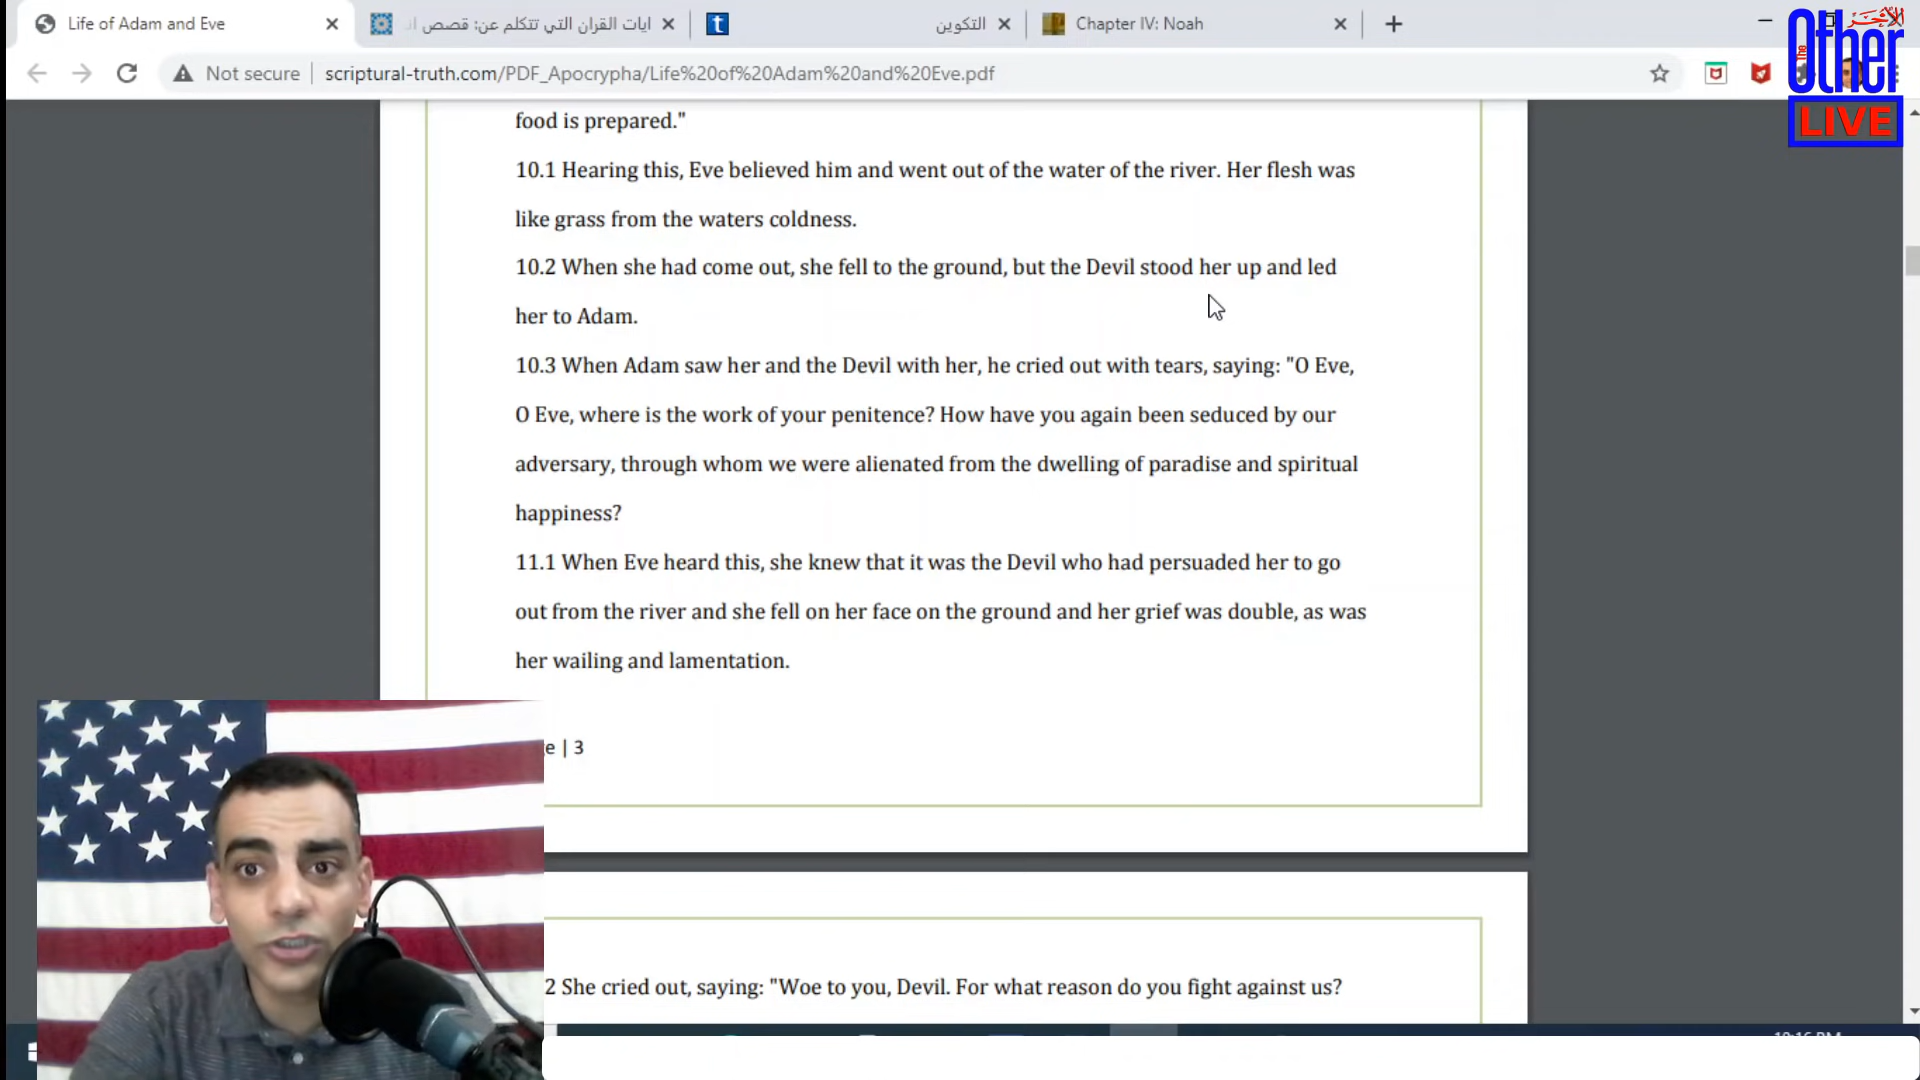 Life of Adam and Eve
ايات القران التي تتكلم عن: قصص ا
التكوين
Chapter IV: Noah
Not secure
scriptural-truth.com/PDF_Apocrypha/Life%20of%20Adam%20and%20Eve.pdf
الآخر
the Other
LIVE
food is prepared."
10.1 Hearing this, Eve believed him and went out of the water of the river. Her flesh was
like grass from the waters coldness.
10.2 When she had come out, she fell to the ground, but the Devil stood her up and led
her to Adam.
10.3 When Adam saw her and the Devil with her, he cried out with tears, saying: "O Eve,
O Eve, where is the work of your penitence? How have you again been seduced by our
adversary, through whom we were alienated from the dwelling of paradise and spiritual
happiness?
11.1 When Eve heard this, she knew that it was the Devil who had persuaded her to go
out from the river and she fell on her face on the ground and her grief was double, as was
her wailing and lamentation.
e | 3
2 She cried out, saying: "Woe to you, Devil. For what reason do you fight against us?